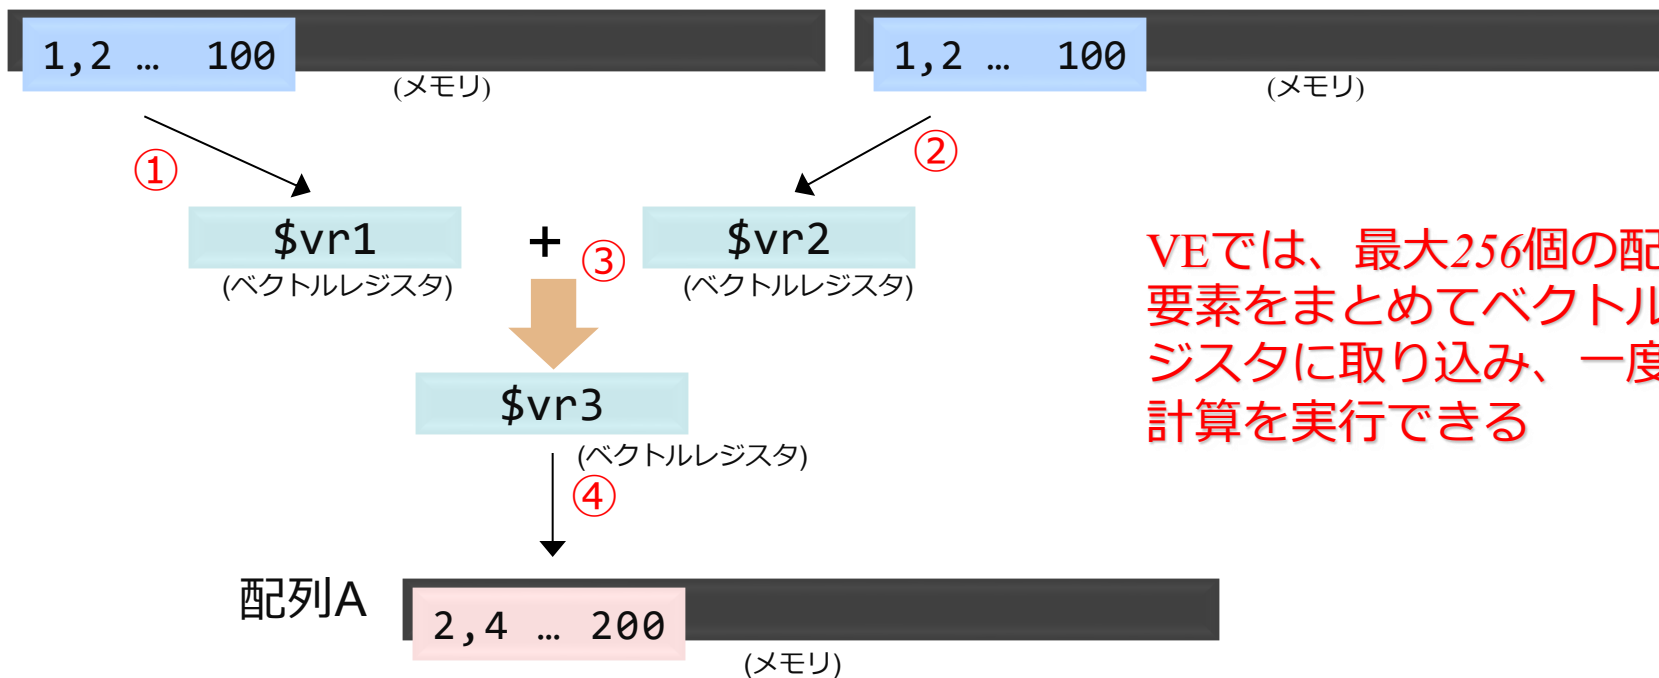 1,2 … 100
1,2 … 100
(メモリ)
(メモリ)
①
②
$vr1
+
$vr2
③
(ベクトルレジスタ)
(ベクトルレジスタ)
VEでは、最大256個の配
要素をまとめてベクトル
ジスタに取り込み、一度
計算を実行できる
$vr3
(ベクトルレジスタ)
④
配列A
2,4 … 200
(メモリ)